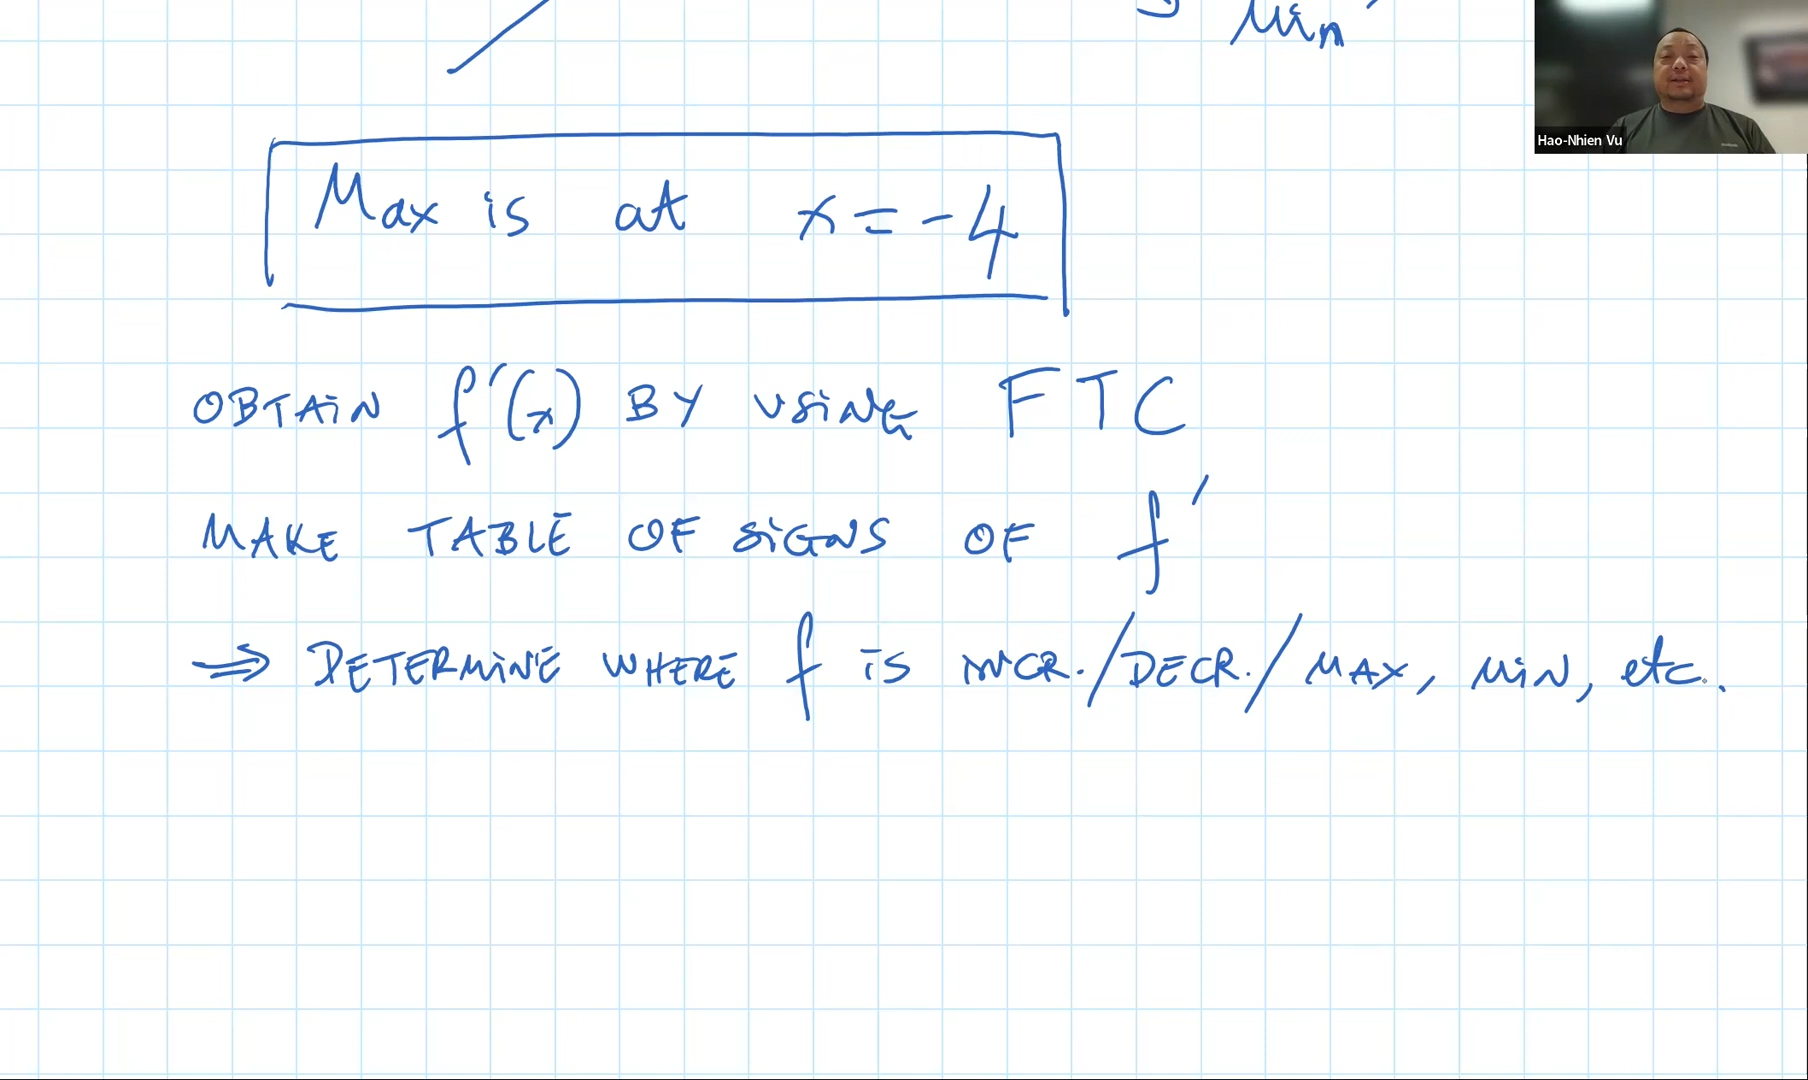 Min
Hao-Nhien Vu
Max is at x = -4
OBTAIN f'(x) BY USING FTC
MAKE TABLE OF SIGNS OF f'
⇒ DETERMINE WHERE f IS INCR./DECR./MAX, MIN, etc.